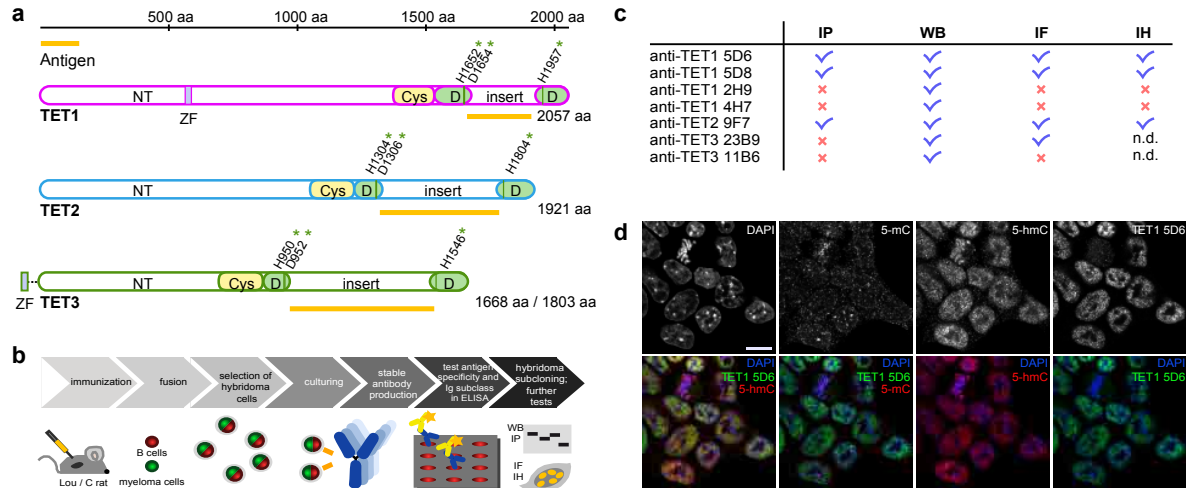 a
500 aa
1000 aa
1500 aa
2000 aa
Antigen
H1652*
D1654*
H1957*
NT
Cys
D
insert
D
ZF
TET1
2057 aa
H1304*
D1306*
H1804*
NT
Cys
D
insert
D
TET2
1921 aa
H950*
D952*
H1546*
NT
Cys
D
insert
D
ZF
TET3
1668 aa / 1803 aa
b
immunization
fusion
selection of
hybridoma
cells
culturing
stable
antibody
production
test antigen
specificity and
Ig subclass
in ELISA
hybridoma
subcloning;
further
tests
Lou / C rat
B cells
myeloma cells
WB
IP
IF
IH
c
IP WB IF IH
anti-TET1 5D6 ✓ ✓ ✓ ✓
anti-TET1 5D8 ✓ ✓ ✓ ✓
anti-TET1 2H9 × ✓ × ×
anti-TET1 4H7 × ✓ × ×
anti-TET2 9F7 ✓ ✓ ✓ ✓
anti-TET3 23B9 × ✓ ✓ n.d.
anti-TET3 11B6 × ✓ × n.d.
d
DAPI
5-mC
5-hmC
TET1 5D6
DAPI
TET1 5D6
5-hmC
DAPI
TET1 5D6
5-mC
DAPI
5-hmC
DAPI
TET1 5D6